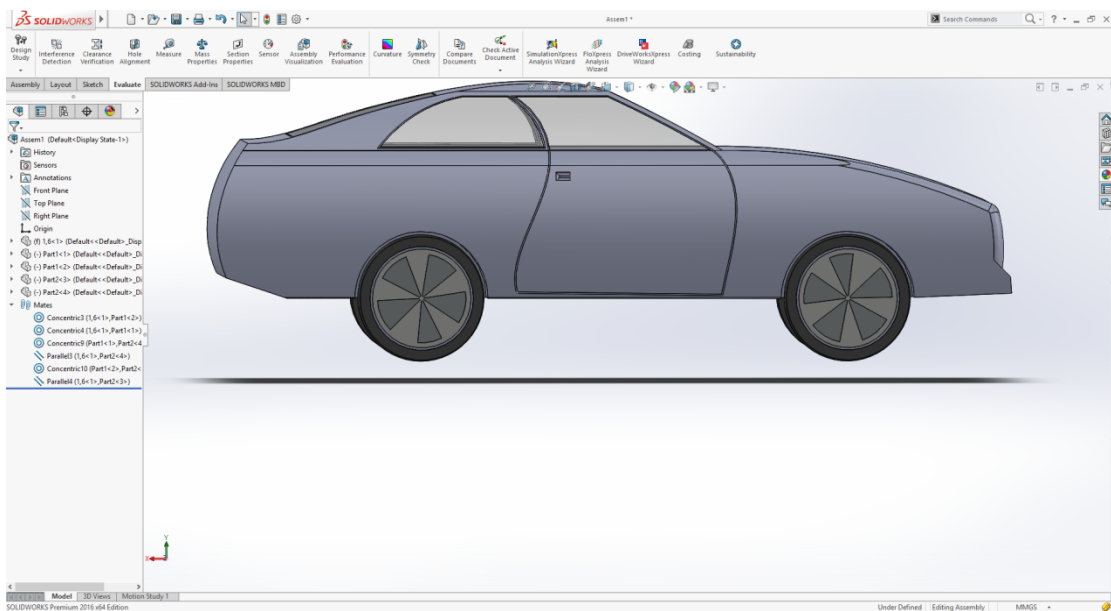 SOLIDWORKS
Assem1 *
Search Commands
Design Study
Interference Detection
Clearance Verification
Hole Alignment
Measure
Mass Properties
Section Properties
Sensor
Assembly Visualization
Performance Evaluation
Curvature
Symmetry Check
Compare Documents
Check Active Document
SimulationXpress Analysis Wizard
FloXpress Analysis Wizard
DriveWorksXpress Wizard
Costing
Sustainability
Assembly Layout Sketch Evaluate SOLIDWORKS Add-Ins SOLIDWORKS MBD
Assem1 (Default<Display State-1>)
History
Sensors
Annotations
Front Plane
Top Plane
Right Plane
Origin
(f) 1,6<1> (Default<<Default>_Disp
(-) Part1<1> (Default<<Default>_Di
(-) Part1<2> (Default<<Default>_Di
(-) Part2<3> (Default<<Default>_Di
(-) Part2<4> (Default<<Default>_Di
Mates
Concentric3 (1,6<1>,Part1<2>)
Concentric4 (1,6<1>,Part1<1>)
Concentric9 (Part1<1>,Part2<4
Parallel3 (1,6<1>,Part2<4>)
Concentric10 (Part1<2>,Part2<
Parallel4 (1,6<1>,Part2<3>)
Y
Model 3D Views Motion Study 1
SOLIDWORKS Premium 2016 x64 Edition
Under Defined Editing Assembly MMGS